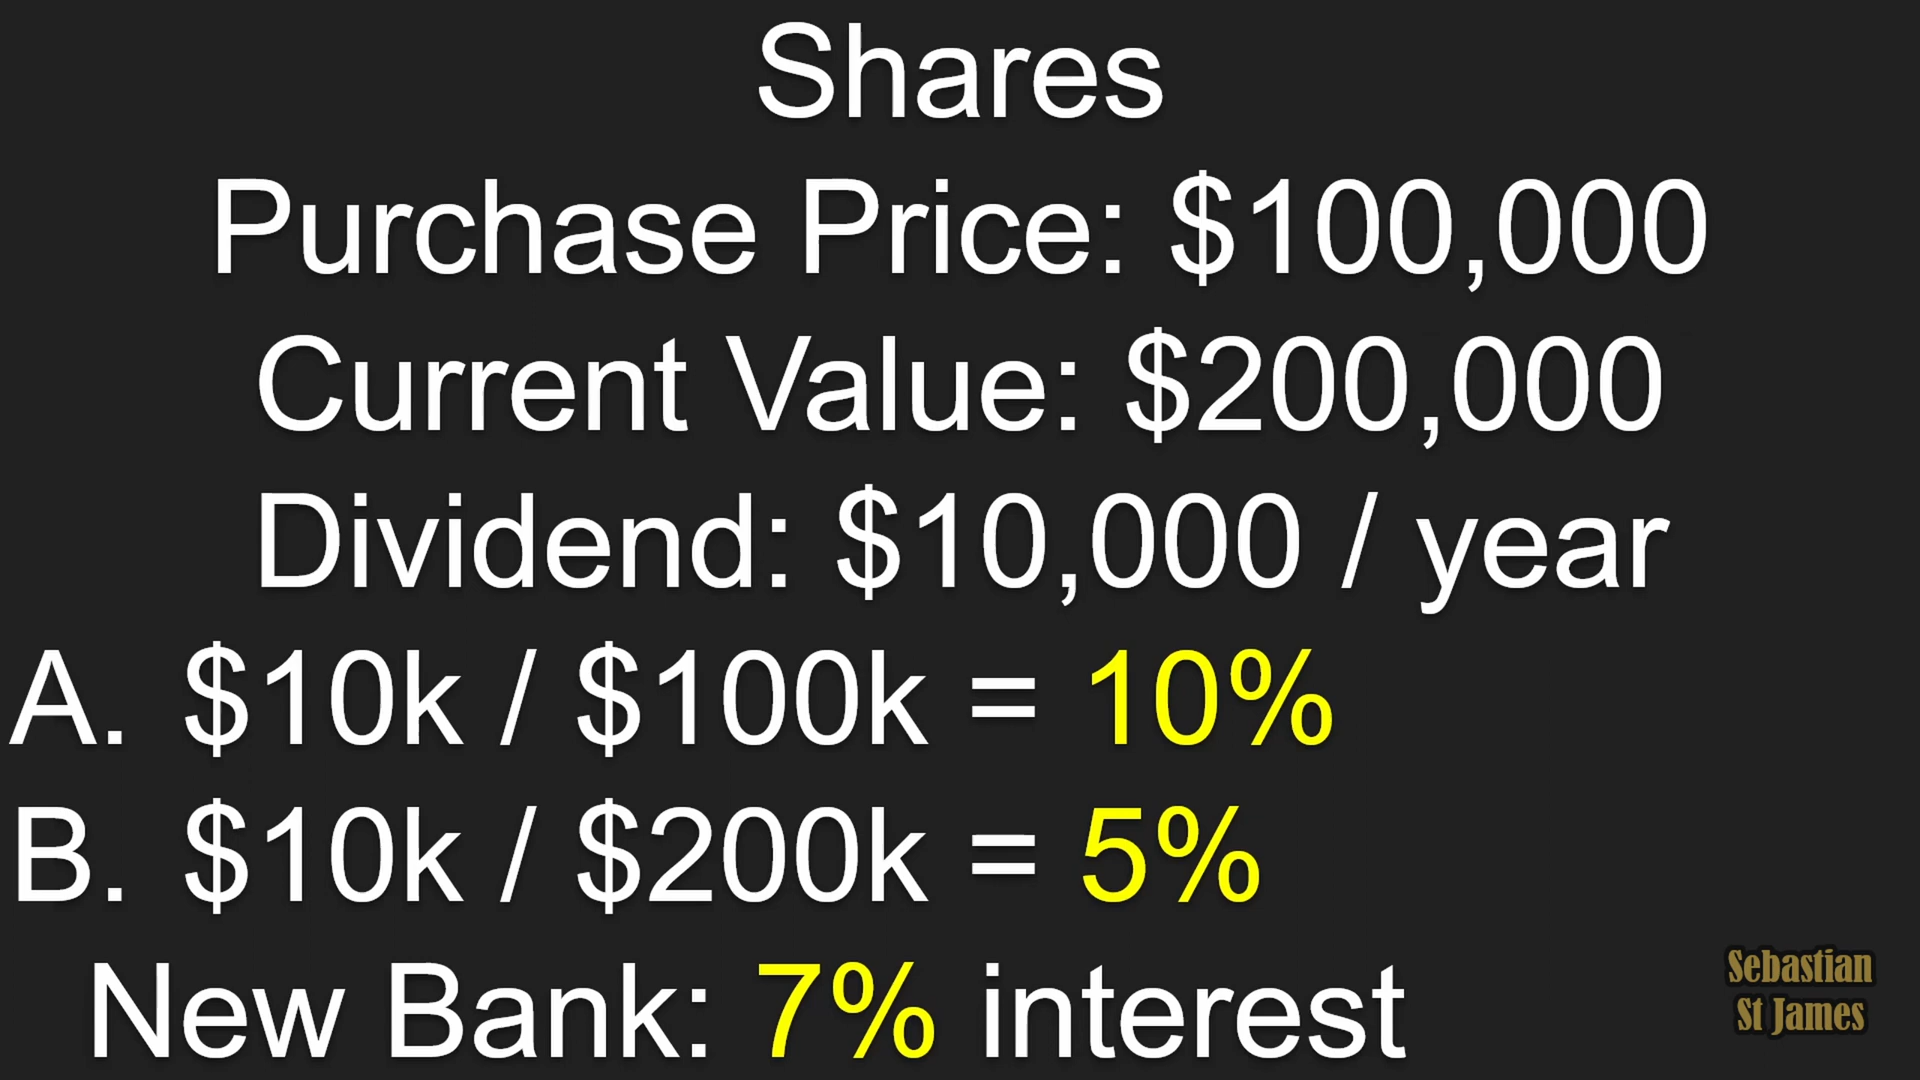 Shares
Purchase Price: $100,000
Current Value: $200,000
Dividend: $10,000 / year
A. $10k / $100k = 10%
B. $10k / $200k = 5%
New Bank: 7% interest
Sebastian
St James